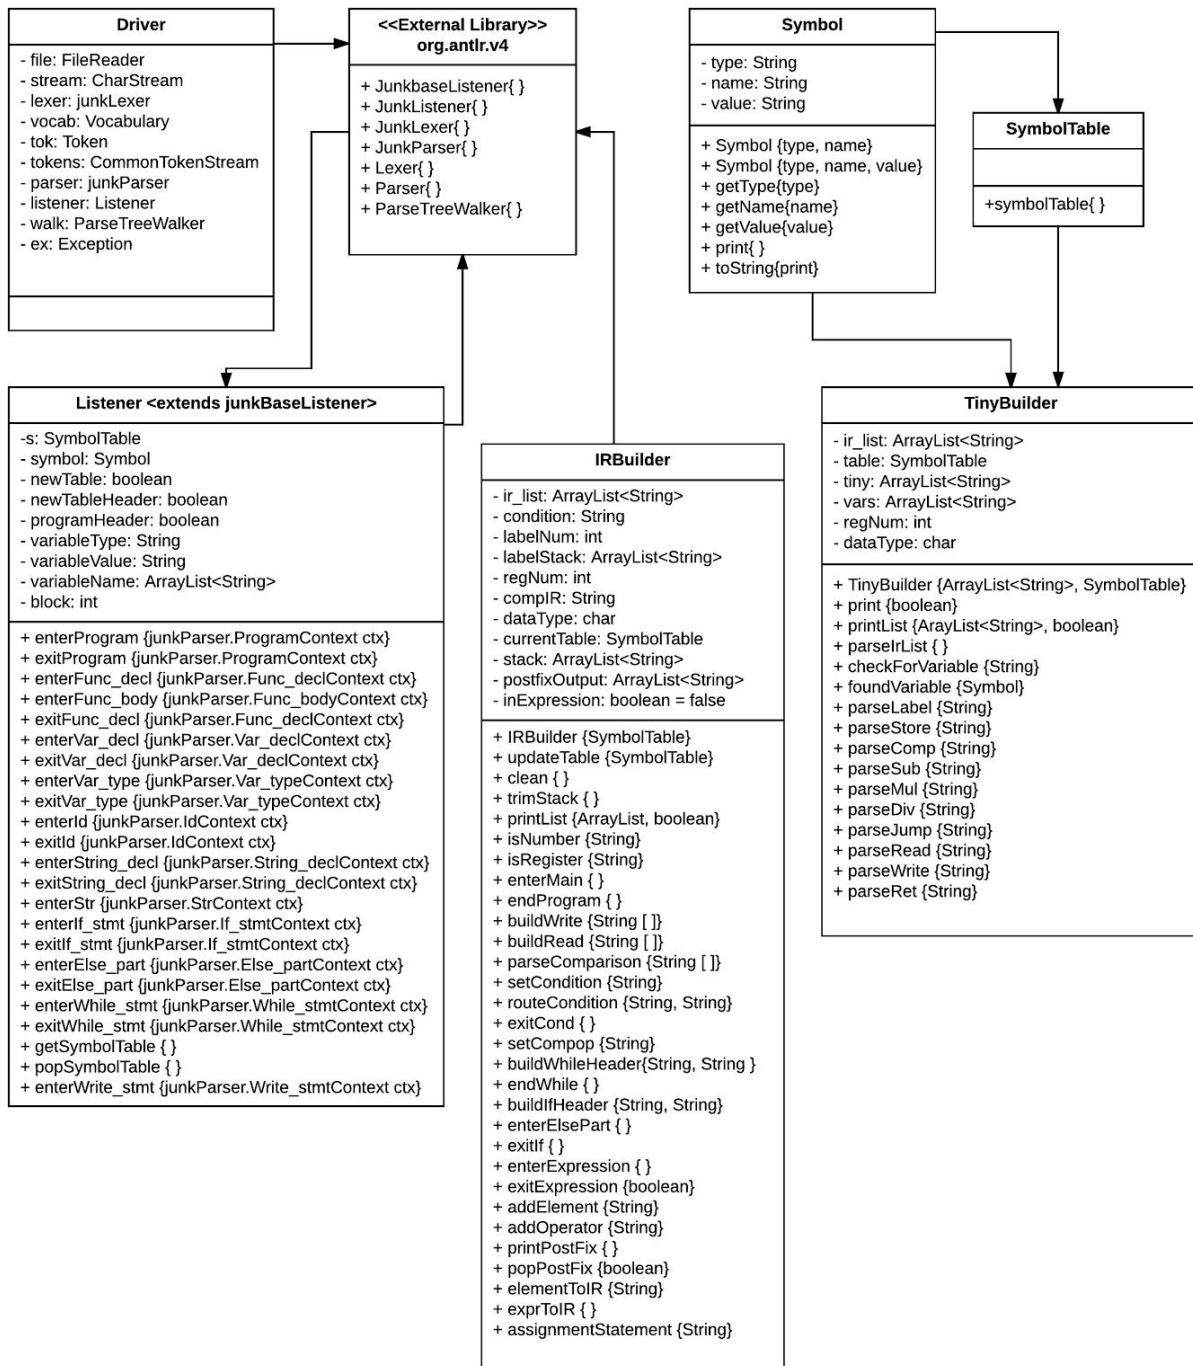 Driver
- file: FileReader
- stream: CharStream
- lexer: junkLexer
- vocab: Vocabulary
- tok: Token
- tokens: CommonTokenStream
- parser: junkParser
- listener: Listener
- walk: ParseTreeWalker
- ex: Exception
<<External Library>>
org.antlr.v4
+ JunkbaseListener{ }
+ JunkListener{ }
+ JunkLexer{ }
+ JunkParser{ }
+ Lexer{ }
+ Parser{ }
+ ParseTreeWalker{ }
Symbol
- type: String
- name: String
- value: String
+ Symbol {type, name}
+ Symbol {type, name, value}
+ getType{type}
+ getName{name}
+ getValue{value}
+ print{ }
+ toString{print}
SymbolTable
+symbolTable{ }
Listener <extends junkBaseListener>
-s: SymbolTable
- symbol: Symbol
- newTable: boolean
- newTableHeader: boolean
- programHeader: boolean
- variableType: String
- variableValue: String
- variableName: ArrayList<String>
- block: int
+ enterProgram {junkParser.ProgramContext ctx}
+ exitProgram {junkParser.ProgramContext ctx}
+ enterFunc_decl {junkParser.Func_declContext ctx}
+ enterFunc_body {junkParser.Func_bodyContext ctx}
+ exitFunc_decl {junkParser.Func_declContext ctx}
+ enterVar_decl {junkParser.Var_declContext ctx}
+ exitVar_decl {junkParser.Var_declContext ctx}
+ enterVar_type {junkParser.Var_typeContext ctx}
+ exitVar_type {junkParser.Var_typeContext ctx}
+ enterId {junkParser.IdContext ctx}
+ exitId {junkParser.IdContext ctx}
+ enterString_decl {junkParser.String_declContext ctx}
+ exitString_decl {junkParser.String_declContext ctx}
+ enterStr {junkParser.StrContext ctx}
+ enterIf_stmt {junkParser.If_stmtContext ctx}
+ exitIf_stmt {junkParser.If_stmtContext ctx}
+ enterElse_part {junkParser.Else_partContext ctx}
+ exitElse_part {junkParser.Else_partContext ctx}
+ enterWhile_stmt {junkParser.While_stmtContext ctx}
+ exitWhile_stmt {junkParser.While_stmtContext ctx}
+ getSymbolTable { }
+ popSymbolTable { }
+ enterWrite_stmt {junkParser.Write_stmtContext ctx}
IRBuilder
- ir_list: ArrayList<String>
- condition: String
- labelNum: int
- labelStack: ArrayList<String>
- regNum: int
- compIR: String
- dataType: char
- currentTable: SymbolTable
- stack: ArrayList<String>
- postfixOutput: ArrayList<String>
- inExpression: boolean = false
+ IRBuilder {SymbolTable}
+ updateTable {SymbolTable}
+ clean { }
+ trimStack { }
+ printList {ArrayList, boolean}
+ isNumber {String}
+ isRegister {String}
+ enterMain { }
+ endProgram { }
+ buildWrite {String [ ]}
+ buildRead {String [ ]}
+ parseComparison {String [ ]}
+ setCondition {String}
+ routeCondition {String, String}
+ exitCond { }
+ setCompop {String}
+ buildWhileHeader{String, String }
+ endWhile { }
+ buildIfHeader {String, String}
+ enterElsePart { }
+ exitIf { }
+ enterExpression { }
+ exitExpression {boolean}
+ addElement {String}
+ addOperator {String}
+ printPostFix { }
+ popPostFix {boolean}
+ elementToIR {String}
+ exprToIR { }
+ assignmentStatement {String}
TinyBuilder
- ir_list: ArrayList<String>
- table: SymbolTable
- tiny: ArrayList<String>
- vars: ArrayList<String>
- regNum: int
- dataType: char
+ TinyBuilder {ArrayList<String>, SymbolTable}
+ print {boolean}
+ printList {ArayList<String>, boolean}
+ parseIrList { }
+ checkForVariable {String}
+ foundVariable {Symbol}
+ parseLabel {String}
+ parseStore {String}
+ parseComp {String}
+ parseSub {String}
+ parseMul {String}
+ parseDiv {String}
+ parseJump {String}
+ parseRead {String}
+ parseWrite {String}
+ parseRet {String}